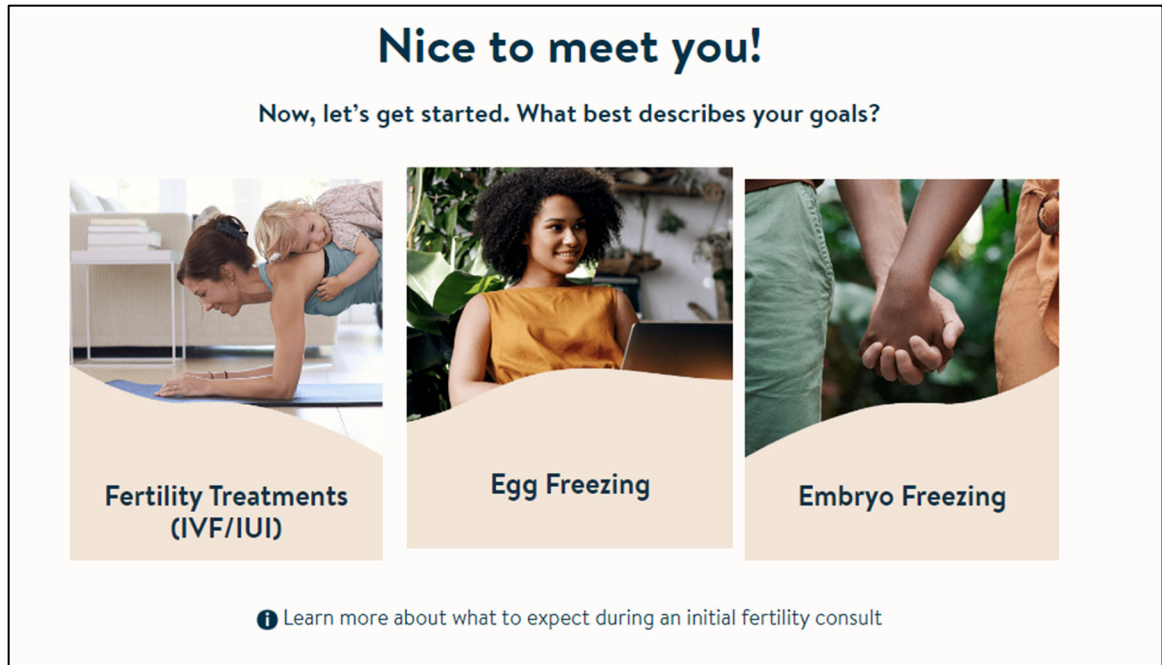 Nice to meet you!
Now, let's get started. What best describes your goals?
Fertility Treatments
(IVF/IUI)
Egg Freezing
Embryo Freezing
Learn more about what to expect during an initial fertility consult